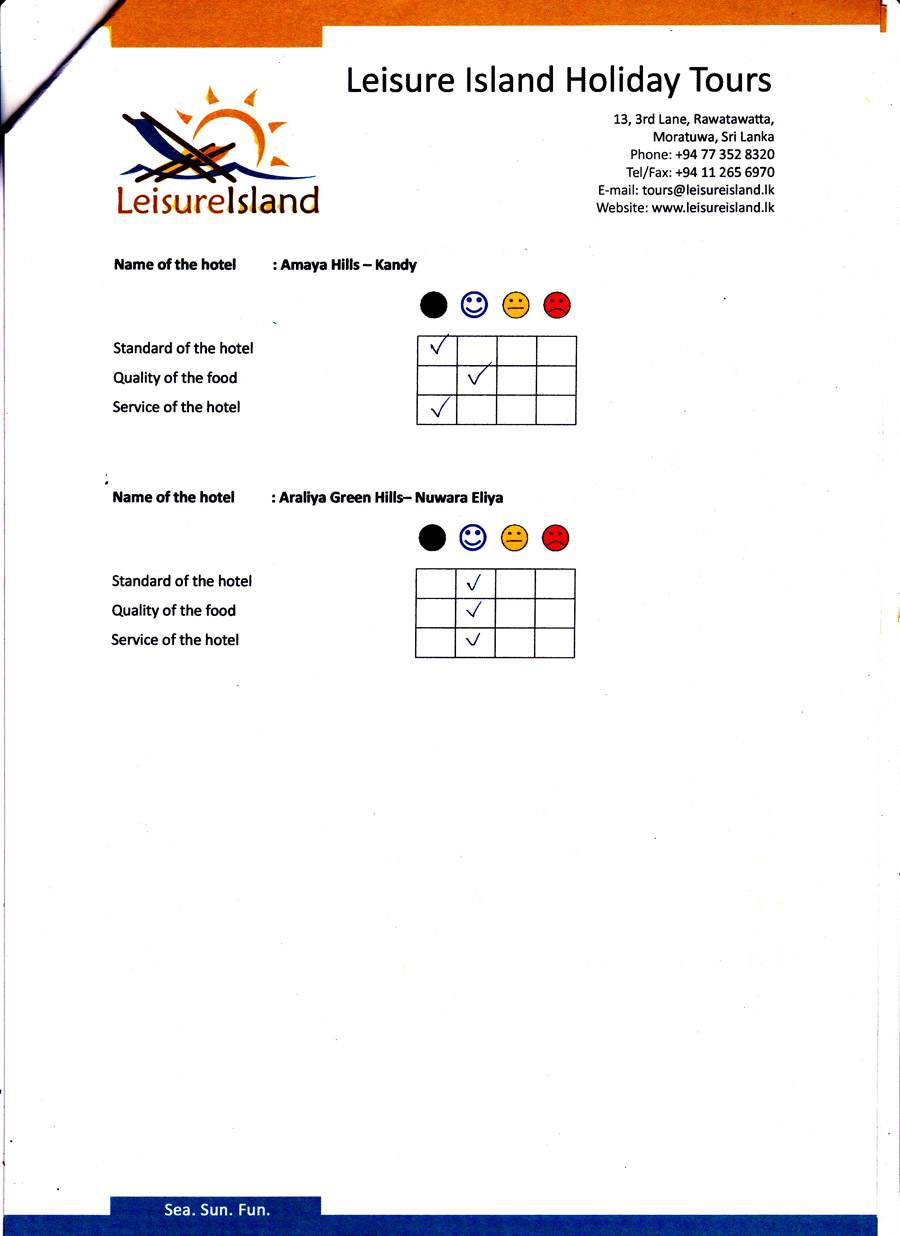 Leisure Island Holiday Tours
13, 3rd Lane, Rawatawatta,
Moratuwa, Sri Lanka
Phone: +94 77 352 8320
Tel/Fax: +94 11 265 6970
E-mail: tours@leisureisland.lk
Website: www.leisureisland.lk
LeisureIsland
Name of the hotel : Amaya Hills – Kandy
Standard of the hotel
Quality of the food
Service of the hotel
Name of the hotel : Araliya Green Hills– Nuwara Eliya
Standard of the hotel
Quality of the food
Service of the hotel
Sea. Sun. Fun.